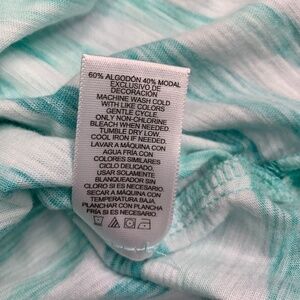 60% ALGODÓN 40% MODAL
EXCLUSIVO DE
DECORACIÓN
MACHINE WASH COLD
WITH LIKE COLORS
GENTLE CYCLE
ONLY NON-CHLORINE
BLEACH WHEN NEEDED.
TUMBLE DRY LOW.
COOL IRON IF NEEDED.
LAVAR A MÁQUINA CON
AGUA FRÍA CON
COLORES SIMILARES
CICLO DELICADO.
USAR SOLAMENTE
BLANQUEADOR SIN
CLORO SI ES NECESARIO.
SECAR A MÁQUINA CON
TEMPERATURA BAJA.
PLANCHAR CON PLANCHA
FRÍA SI ES NECESARIO.